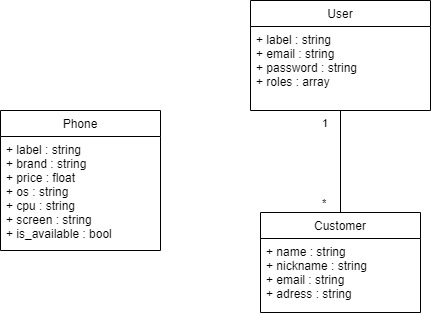 User
+ label : string
+ email : string
+ password : string
+ roles : array
1
*
Phone
+ label : string
+ brand : string
+ price : float
+ os : string
+ cpu : string
+ screen : string
+ is_available : bool
Customer
+ name : string
+ nickname : string
+ email : string
+ adress : string